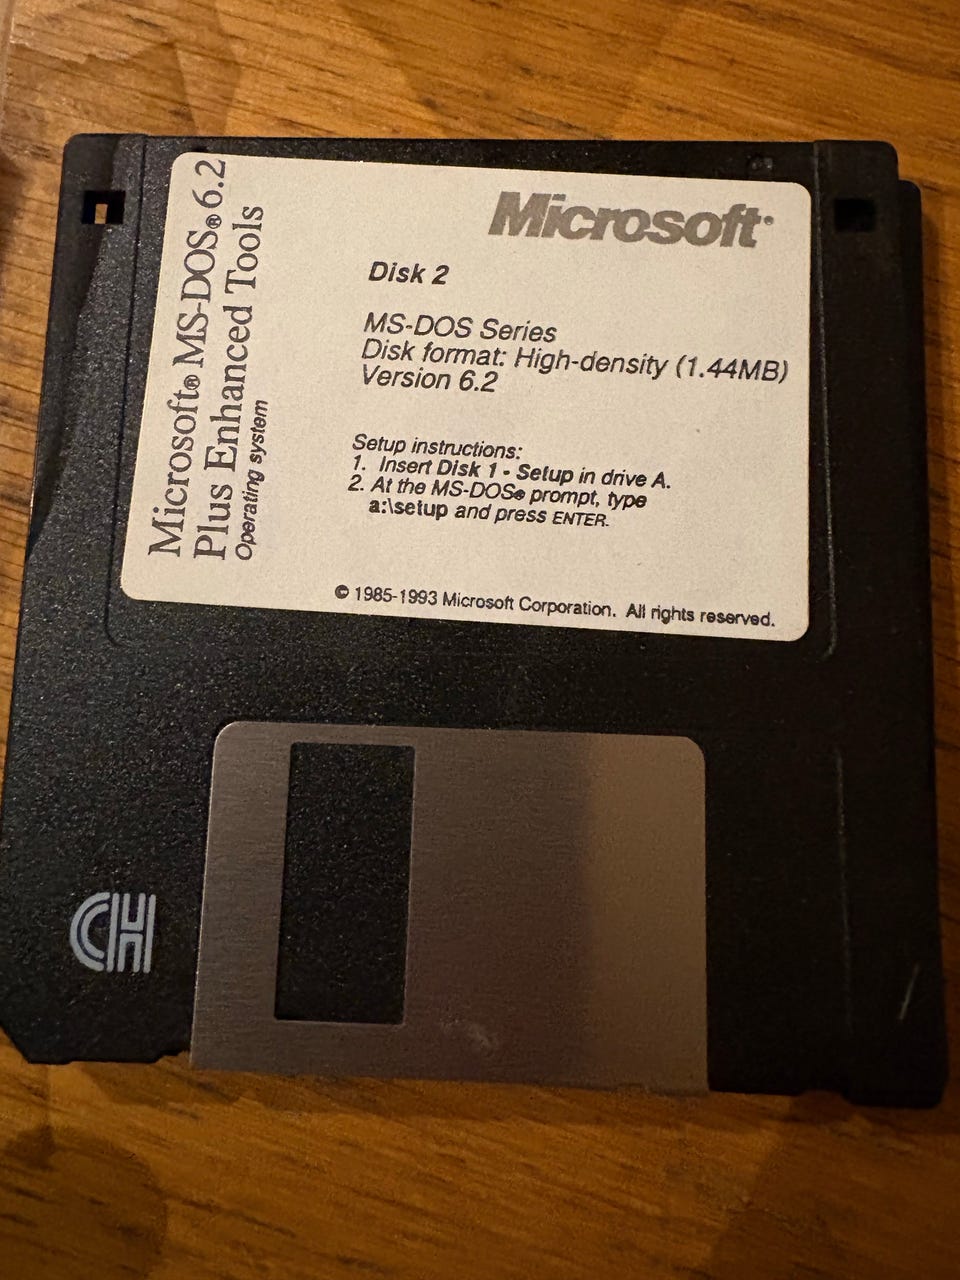 Microsoft® MS-DOS® 6.2
Plus Enhanced Tools
Operating system
Microsoft®
Disk 2
MS-DOS Series
Disk format: High-density (1.44MB)
Version 6.2
Setup instructions:
1. Insert Disk 1 - Setup in drive A.
2. At the MS-DOS® prompt, type
a:\setup and press ENTER.
© 1985-1993 Microsoft Corporation. All rights reserved.
CH